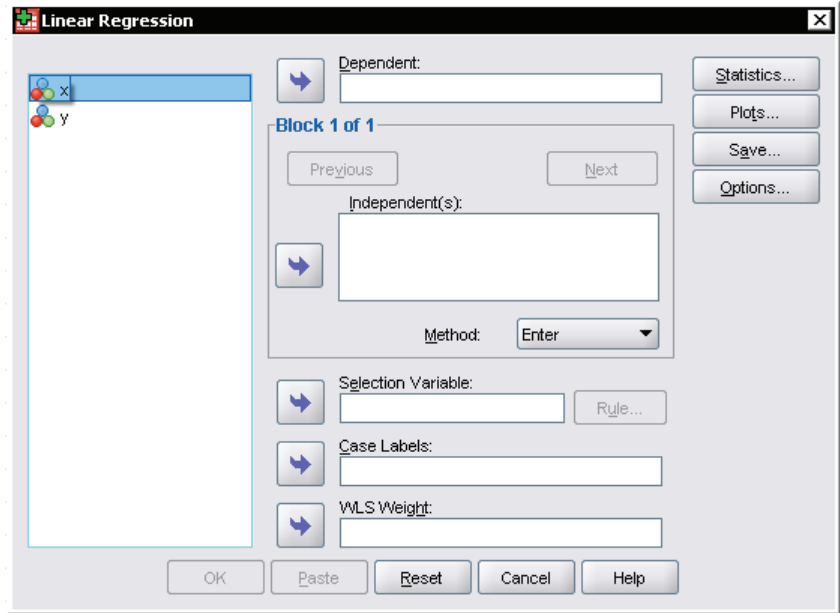 Linear Regression
x
y
Dependent:
Statistics...
Plots...
Save...
Options...
Block 1 of 1
Previous
Next
Independent(s):
Method:
Enter
Selection Variable:
Rule...
Case Labels:
WLS Weight:
OK
Paste
Reset
Cancel
Help